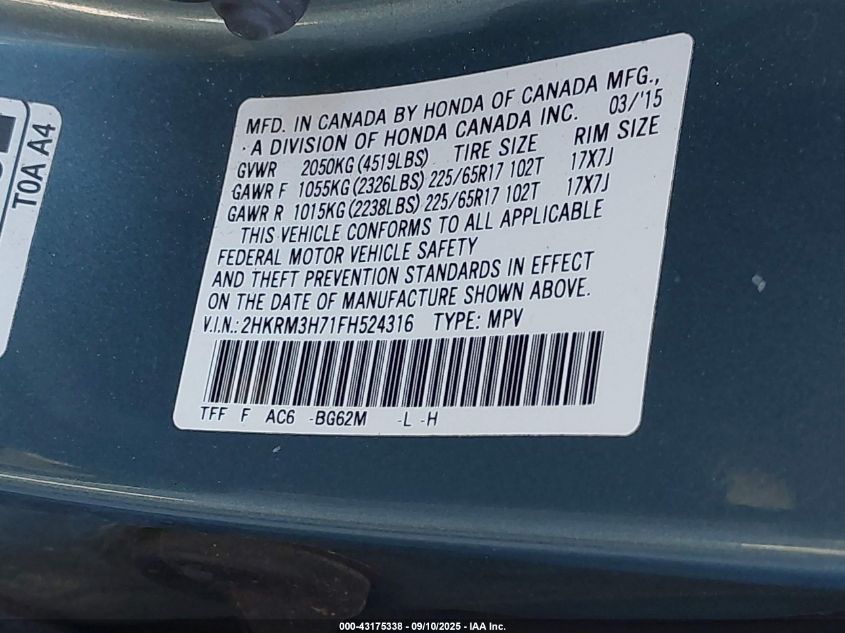 T0A A4
MFD. IN CANADA BY HONDA OF CANADA MFG.,
A DIVISION OF HONDA CANADA INC. 03/'15
GVWR 2050KG (4519LBS) TIRE SIZE RIM SIZE
GAWR F 1055KG (2326LBS) 225/65R17 102T 17X7J
GAWR R 1015KG (2238LBS) 225/65R17 102T 17X7J
THIS VEHICLE CONFORMS TO ALL APPLICABLE
FEDERAL MOTOR VEHICLE SAFETY
AND THEFT PREVENTION STANDARDS IN EFFECT
ON THE DATE OF MANUFACTURE SHOWN ABOVE.
V.I.N.: 2HKRM3H71FH524316 TYPE: MPV
TFF F AC6 -BG62M -L -H
000-43175338 - 09/10/2025 - IAA Inc.